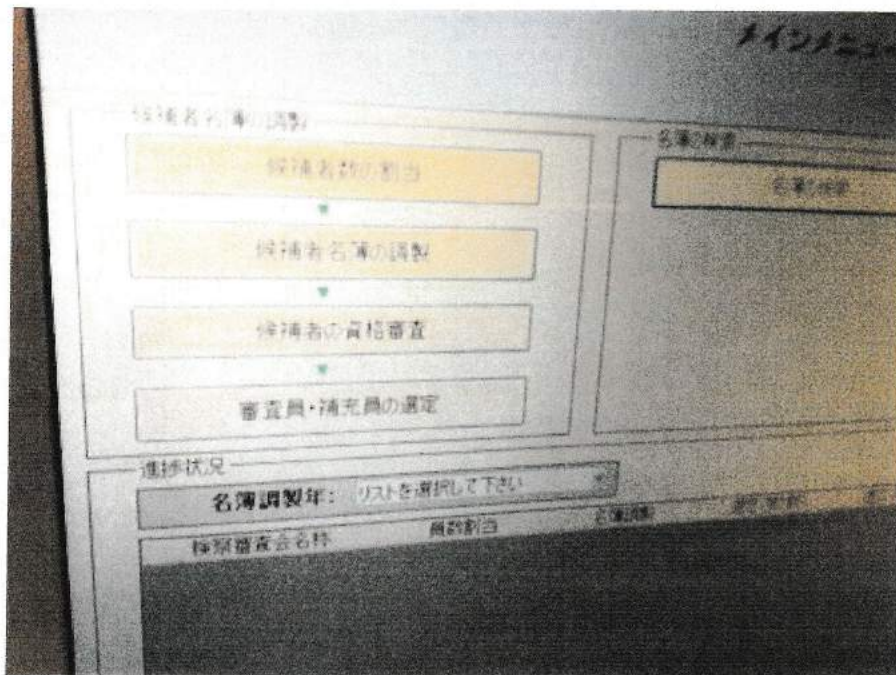 メインメニュー
候補者名簿の調製
候補者数の割当
候補者名簿の調製
候補者の資格審査
審査員・補充員の選定
名簿の検索
名簿の検索
進捗状況
名簿調製年: リストを選択して下さい
検察審査会名称 員数割当 名簿調製